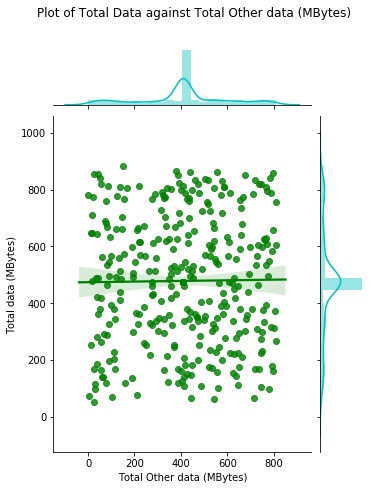 Plot of Total Data against Total Other data (MBytes)
1000
800
600
400
200
0
Total data (MBytes)
0 200 400 600 800
Total Other data (MBytes)